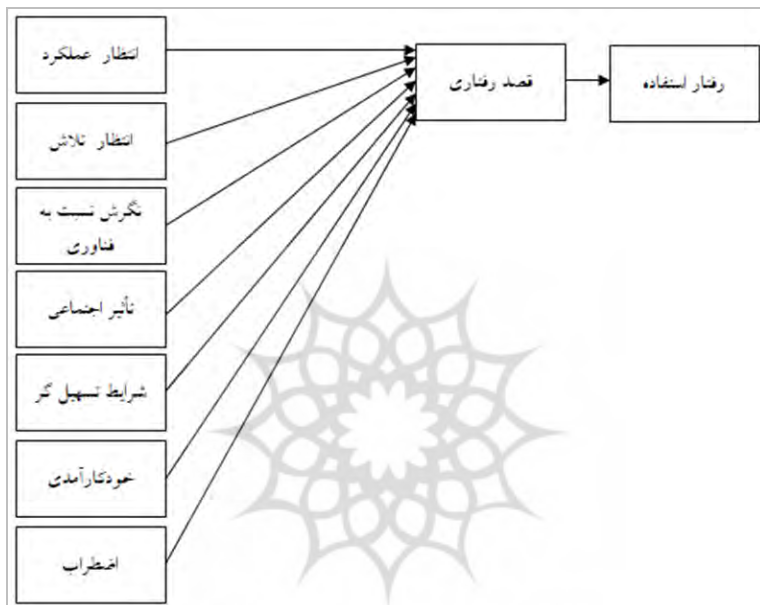 انتظار عملکرد
قصد رفتاری
رفتار استفاده
انتظار تلاش
نگرش نسبت به
فناوری
تأثیر اجتماعی
شرایط تسهیل گر
خودکارآمدی
اضطراب